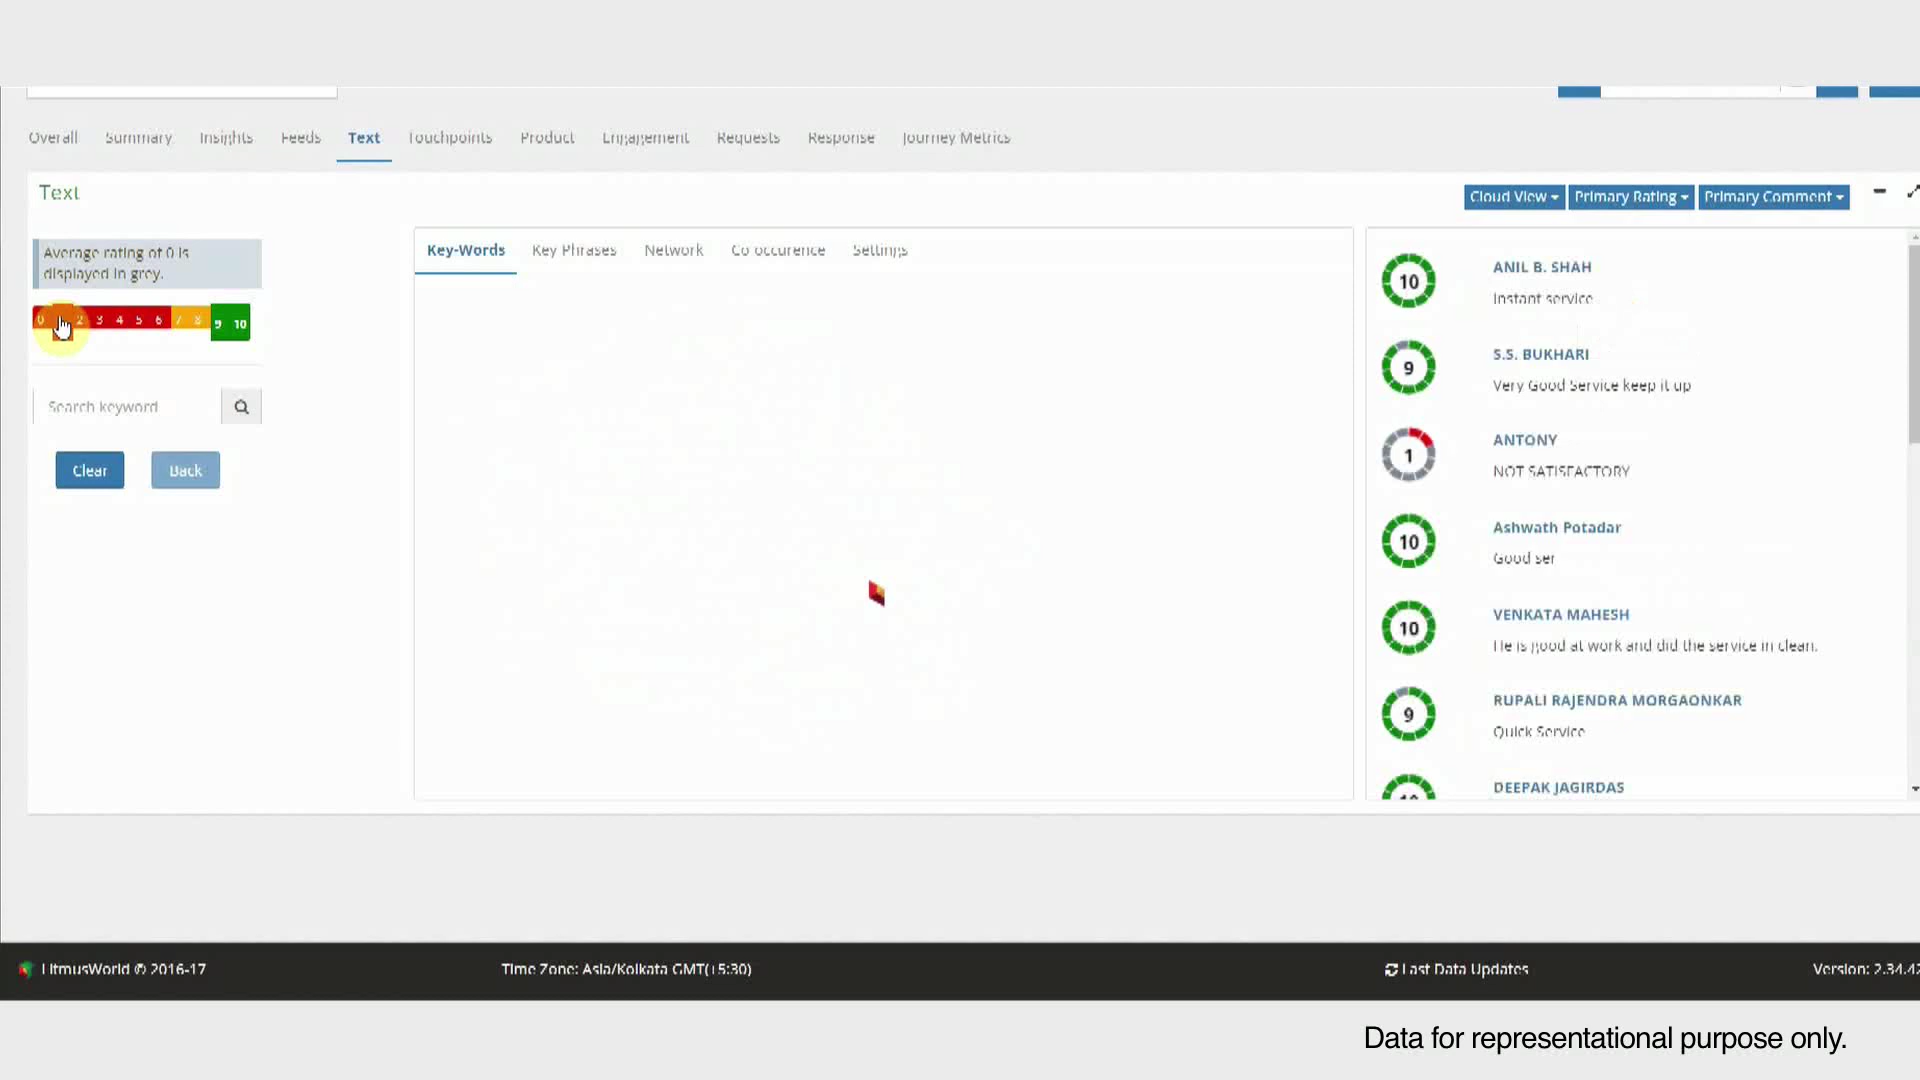 Overall Summary Insights Feeds Text Touchpoints Product Engagement Requests Response Journey Metrics
Text
Cloud View Primary Rating Primary Comment
Average rating of 0 is
displayed in grey.
0 2 3 4 5 6 7 8 9 10
Search keyword
Clear Back
Key-Words Key Phrases Network Co occurence Settings
10 ANIL B. SHAH
Instant service
9 S.S. BUKHARI
Very Good Service keep it up
1 ANTONY
NOT SATISFACTORY
10 Ashwath Potadar
Good ser
10 VENKATA MAHESH
He is good at work and did the service in clean.
9 RUPALI RAJENDRA MORGAONKAR
Quick Service
10 DEEPAK JAGIRDAS
LitmusWorld © 2016-17 Time Zone: Asia/Kolkata GMT(+5:30) Last Data Updates Version: 2.34.42
Data for representational purpose only.